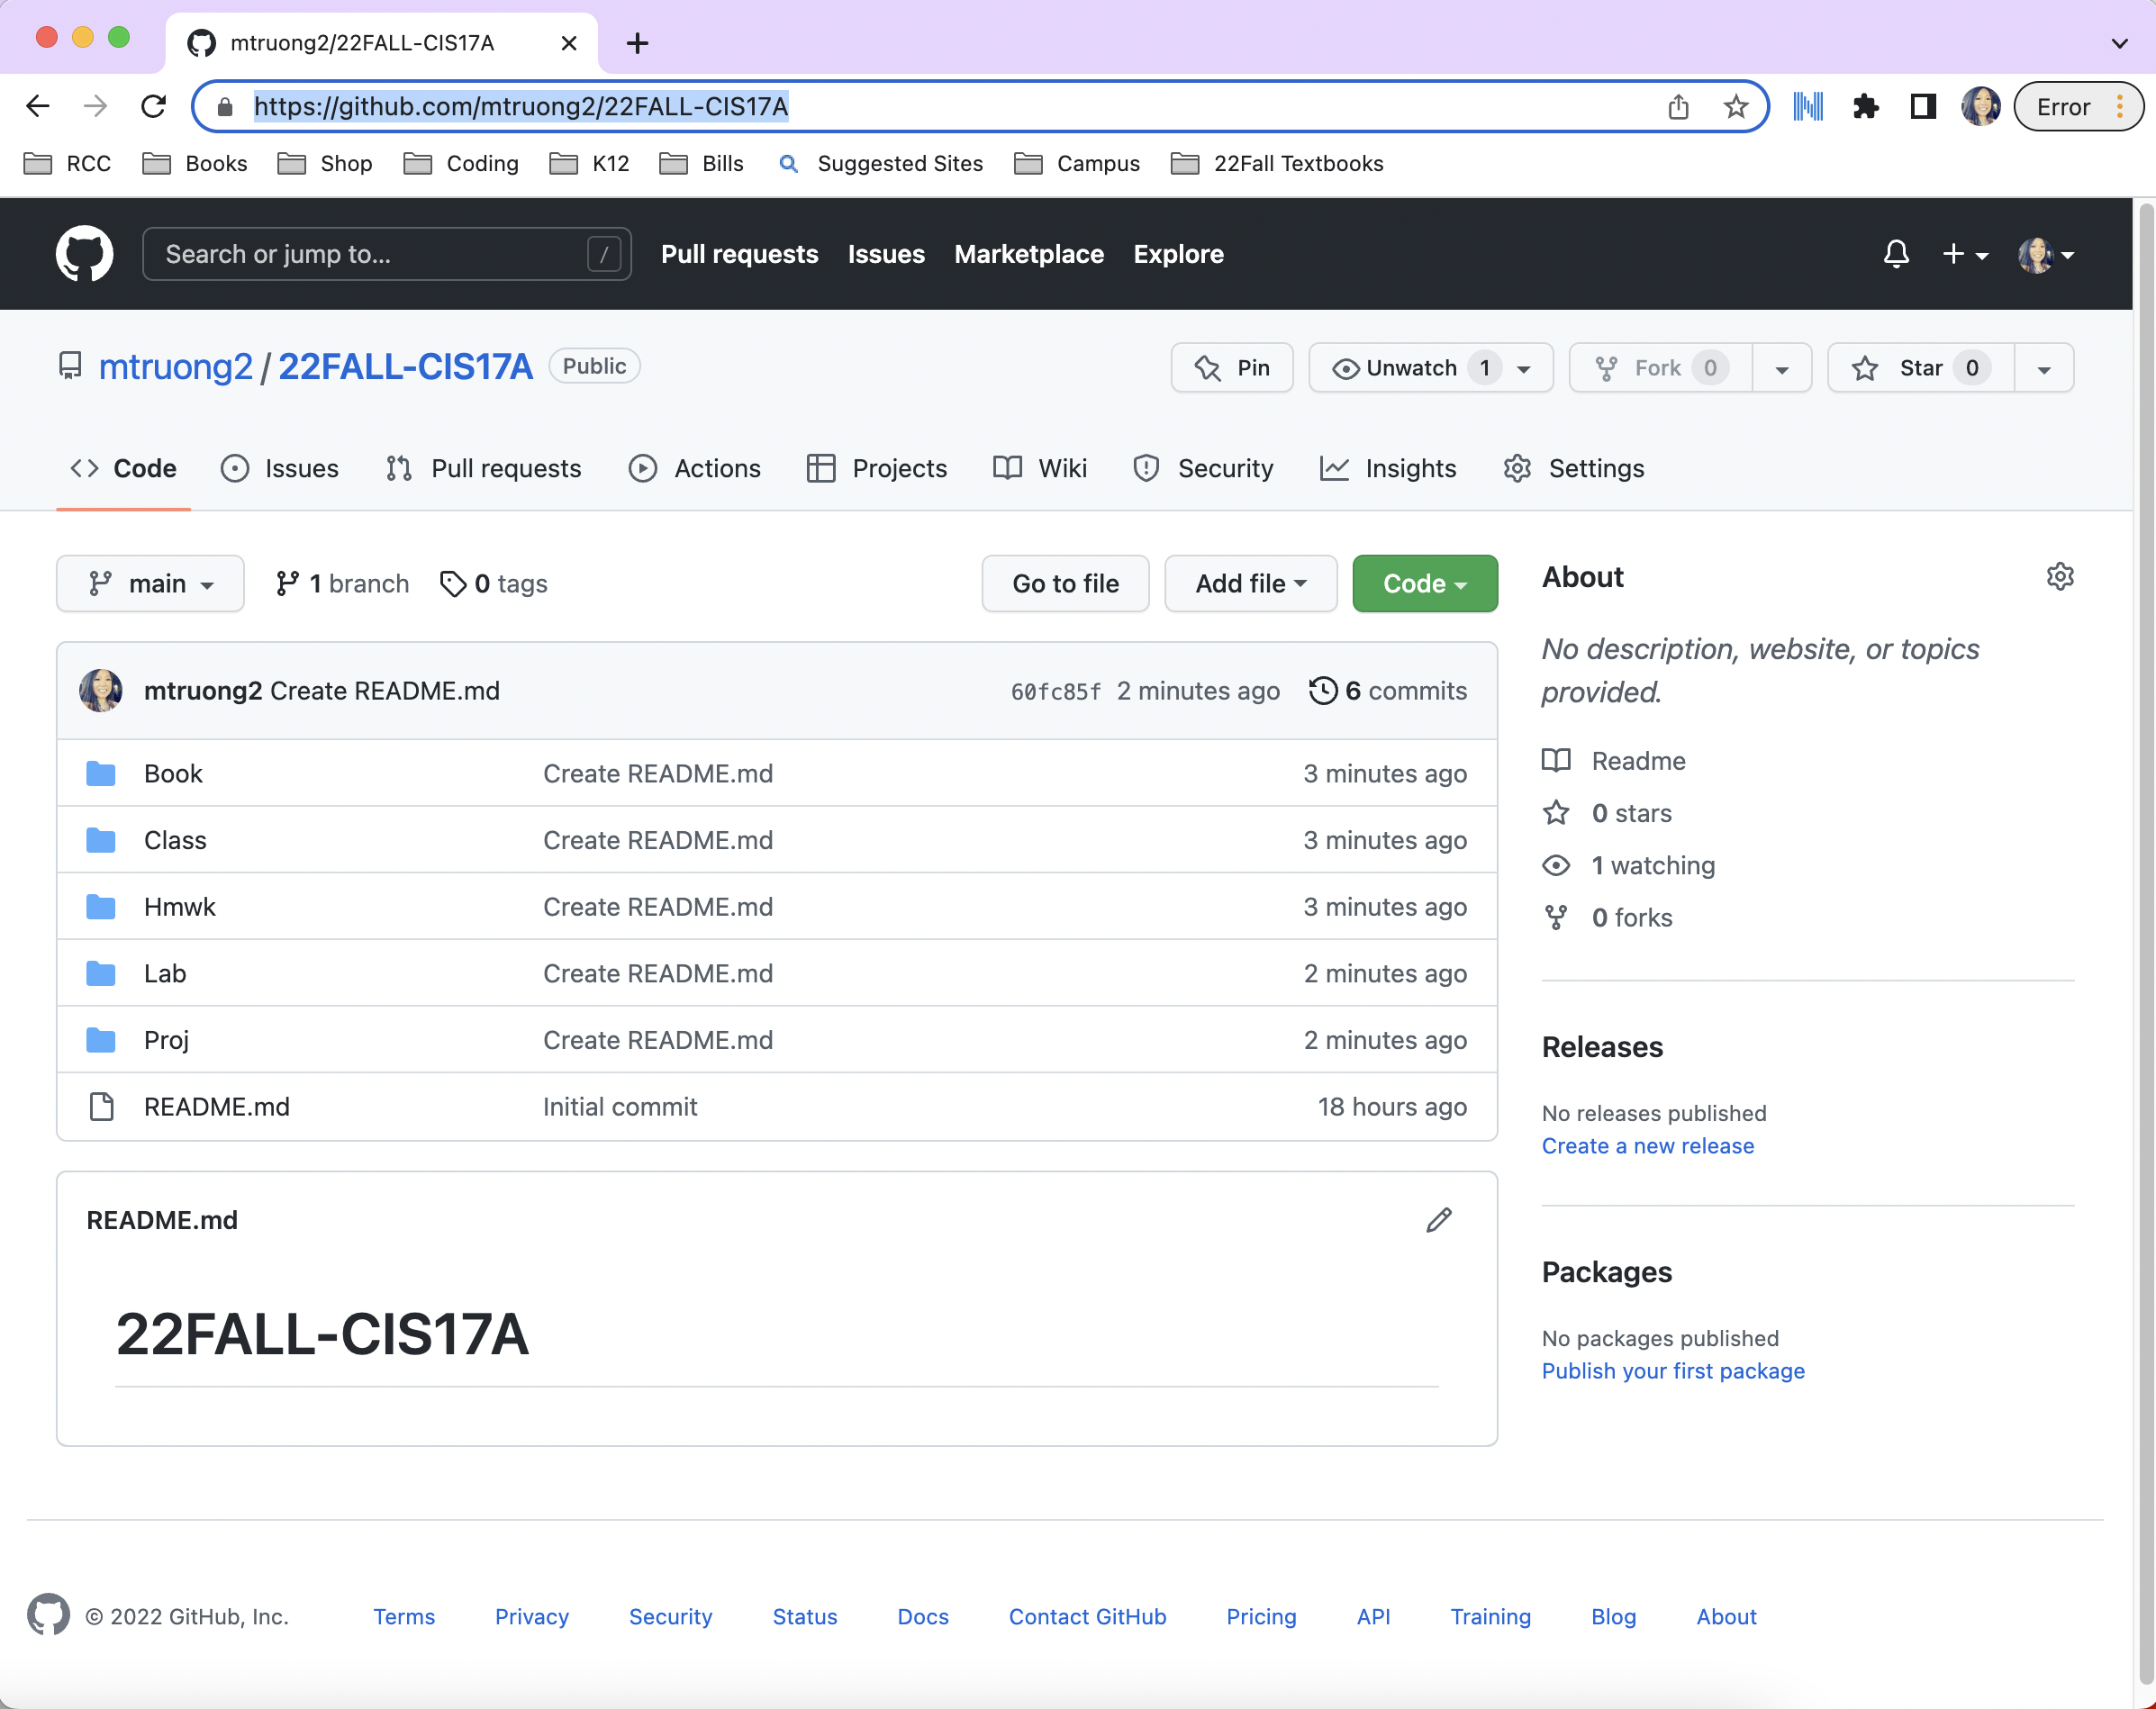 mtruong2/22FALL-CIS17A
https://github.com/mtruong2/22FALL-CIS17A
Error
RCC Books Shop Coding K12 Bills Suggested Sites Campus 22Fall Textbooks
Search or jump to... / Pull requests Issues Marketplace Explore
mtruong2 / 22FALL-CIS17A Public Pin Unwatch 1 Fork 0 Star 0
Code Issues Pull requests Actions Projects Wiki Security Insights Settings
main 1 branch 0 tags Go to file Add file Code
mtruong2 Create README.md 60fc85f 2 minutes ago 6 commits
Book Create README.md 3 minutes ago
Class Create README.md 3 minutes ago
Hmwk Create README.md 3 minutes ago
Lab Create README.md 2 minutes ago
Proj Create README.md 2 minutes ago
README.md Initial commit 18 hours ago
README.md
22FALL-CIS17A
About
No description, website, or topics
provided.
Readme
0 stars
1 watching
0 forks
Releases
No releases published
Create a new release
Packages
No packages published
Publish your first package
© 2022 GitHub, Inc. Terms Privacy Security Status Docs Contact GitHub Pricing API Training Blog About